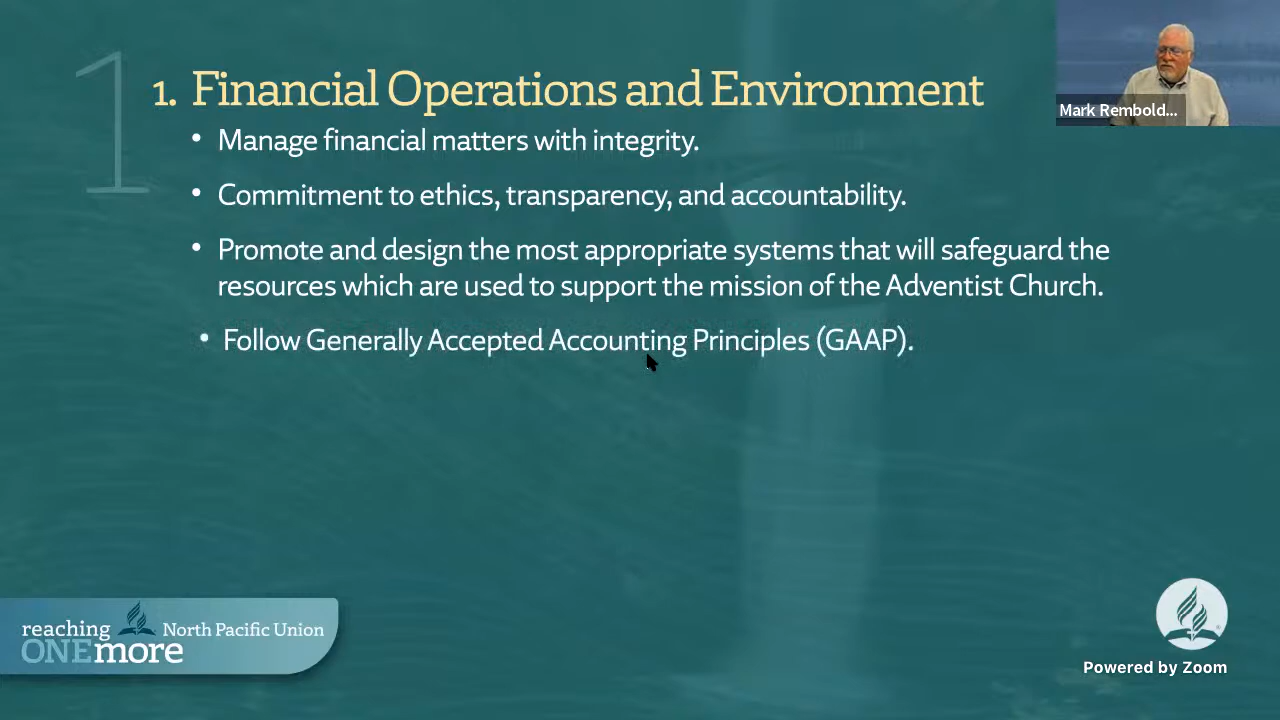 1
1. Financial Operations and Environment
Mark Rembold...
• Manage financial matters with integrity.
• Commitment to ethics, transparency, and accountability.
• Promote and design the most appropriate systems that will safeguard the
resources which are used to support the mission of the Adventist Church.
• Follow Generally Accepted Accounting Principles (GAAP).
reaching
ONEmore
North Pacific Union
Powered by Zoom